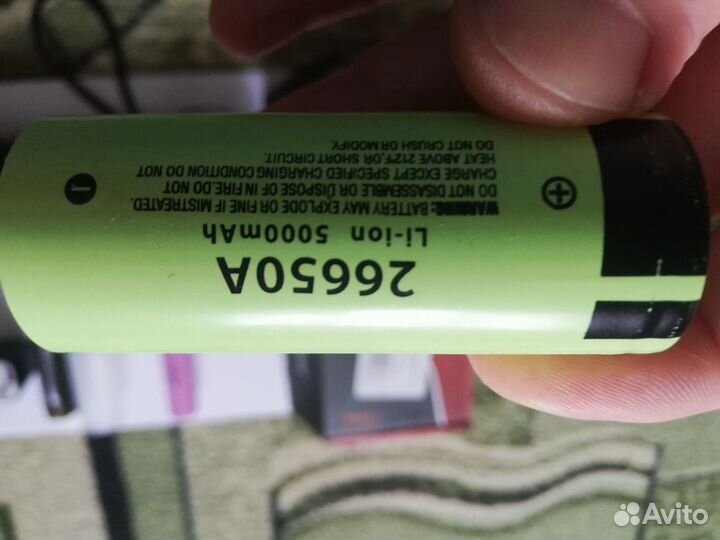 26650A
Li-ion 5000mAh
WARNING: BATTERY MAY EXPLODE OR FINE IF MISTREATED.
DO NOT DISASSEMBLE OR DISPOSE OF IN FIRE.DO NOT
CHARGE EXCEPT SPECIFIED CHARGING CONDITION DO NOT
HEAT ABOVE 212°F,OR SHORT CIRCUIT.
DO NOT CRUSH OR MODIFY.
Avito